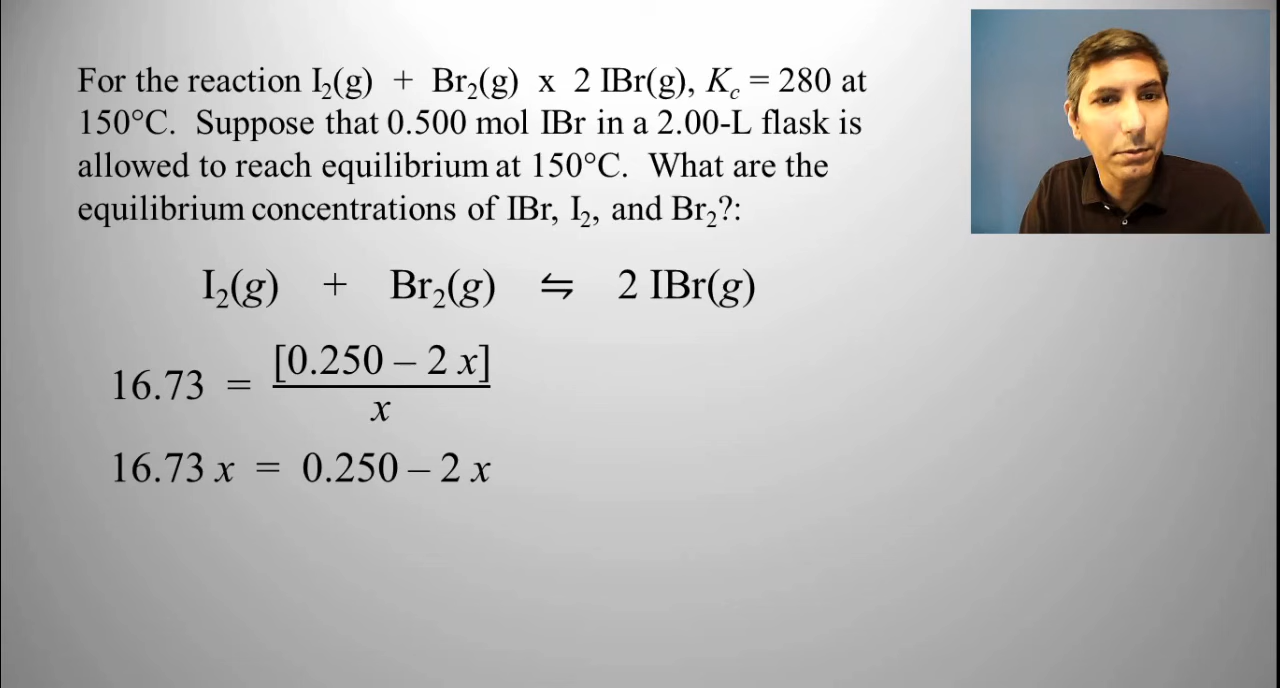 For the reaction I₂(g) + Br₂(g) x 2 IBr(g), K𝑐 = 280 at
150°C. Suppose that 0.500 mol IBr in a 2.00-L flask is
allowed to reach equilibrium at 150°C. What are the
equilibrium concentrations of IBr, I₂, and Br₂?:
I₂(g) + Br₂(g) ⇋ 2 IBr(g)
16.73 = [0.250 – 2 x]
x
16.73 x = 0.250 – 2 x